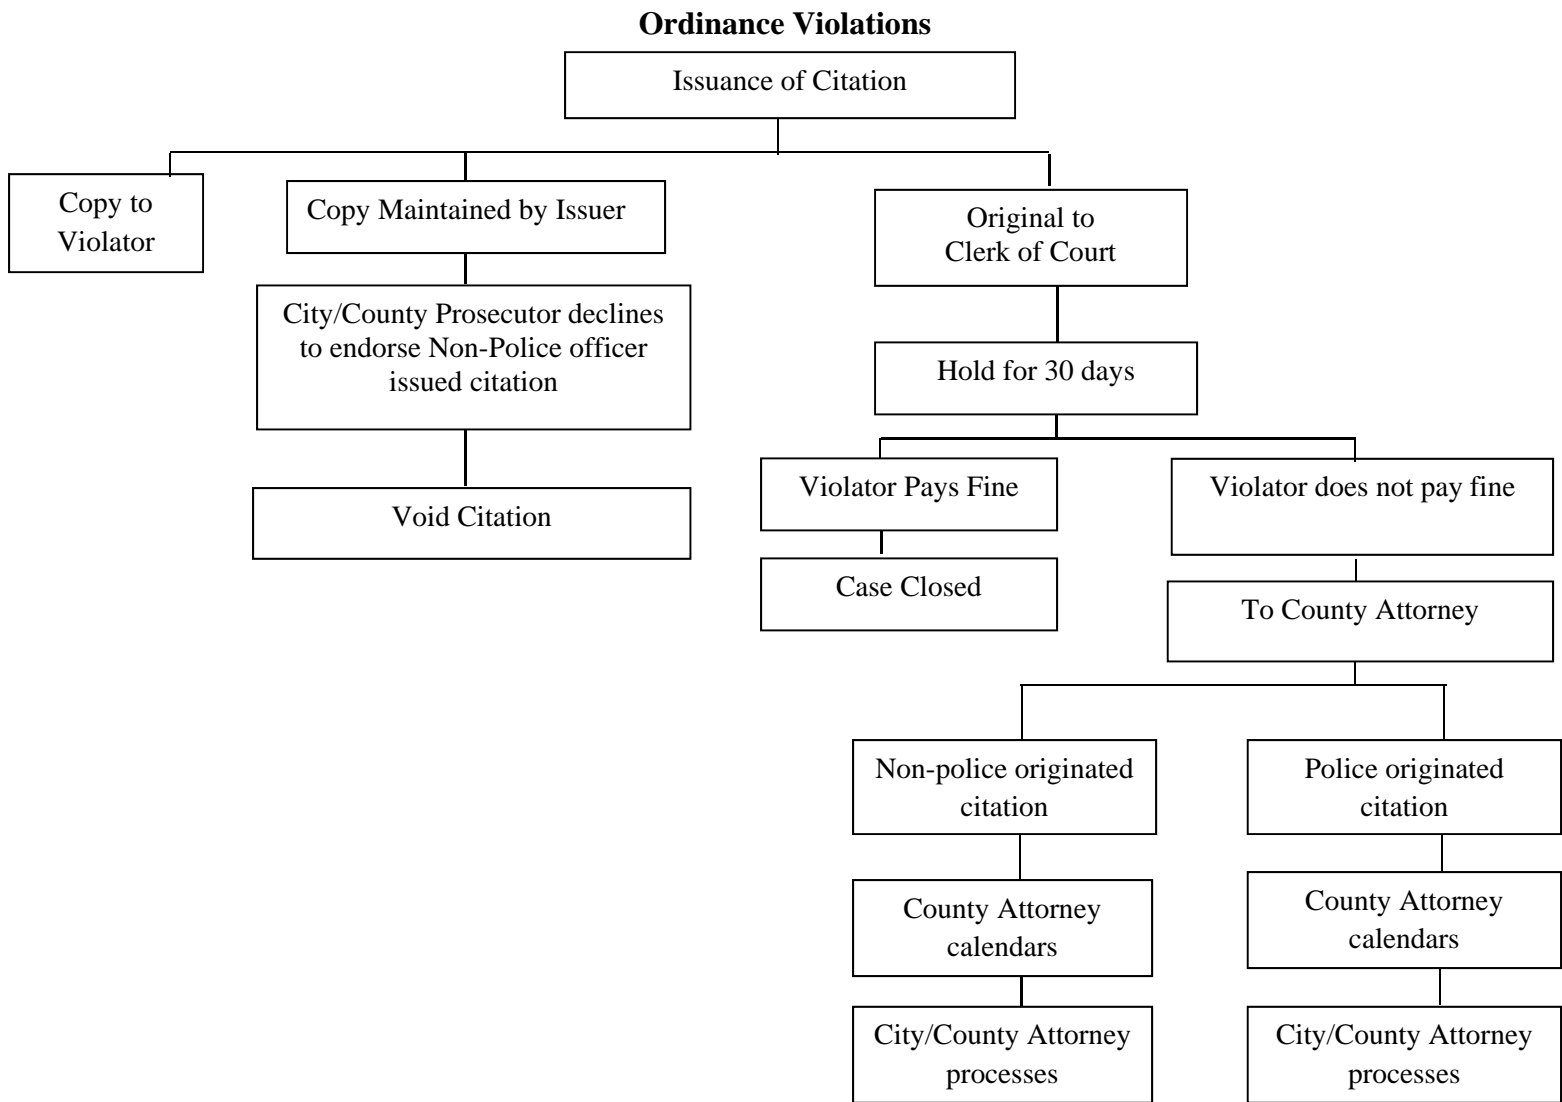 Ordinance Violations
Issuance of Citation
Copy to
Violator
Copy Maintained by Issuer
Original to
Clerk of Court
City/County Prosecutor declines
to endorse Non-Police officer
issued citation
Hold for 30 days
Void Citation
Violator Pays Fine
Violator does not pay fine
Case Closed
To County Attorney
Non-police originated
citation
Police originated
citation
County Attorney
calendars
County Attorney
calendars
City/County Attorney
processes
City/County Attorney
processes